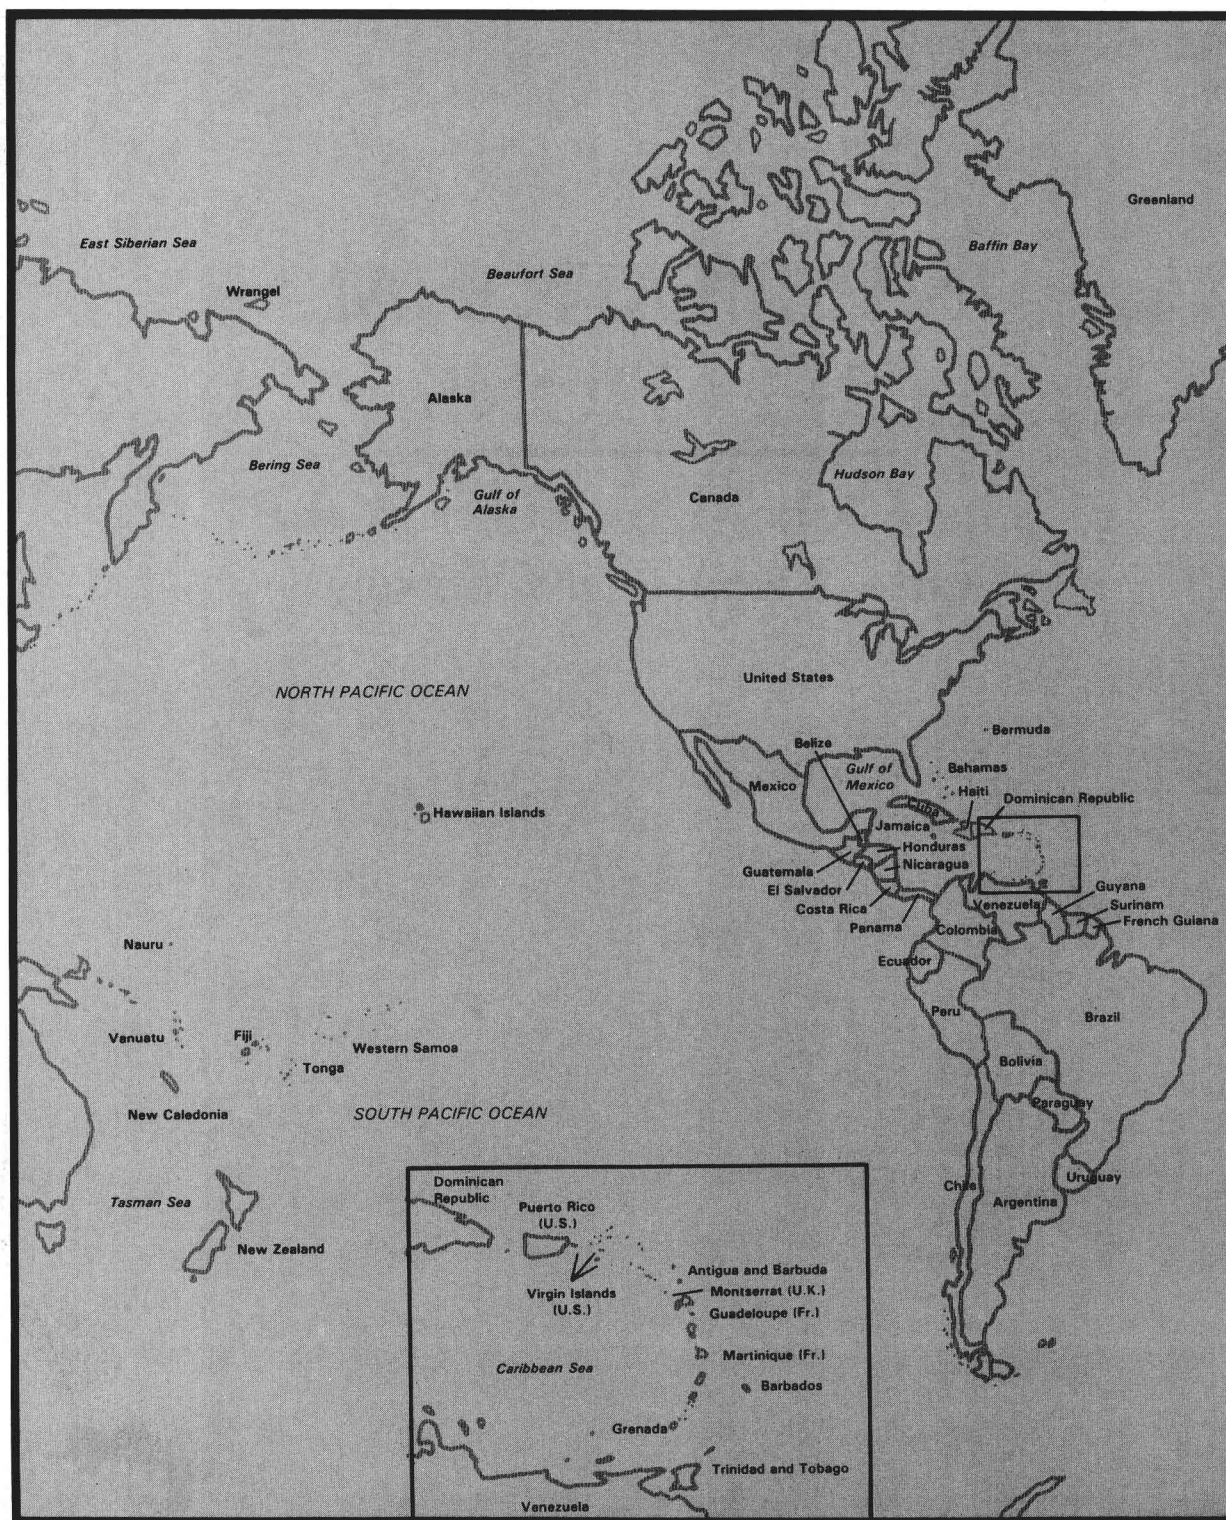 Greenland
East Siberian Sea
Baffin Bay
Beaufort Sea
Wrangel
Alaska
Bering Sea
Hudson Bay
Gulf of
Alaska
Canada
United States
NORTH PACIFIC OCEAN
Bermuda
Belize
Gulf of
Mexico
Bahamas
Mexico
Haiti
Dominican Republic
Cuba
Hawaiian Islands
Jamaica
Honduras
Nicaragua
Guatemala
El Salvador
Guyana
Costa Rica
Venezuela
Surinam
Panama
Colombia
French Guiana
Nauru
Ecuador
Peru
Brazil
Vanuatu
Fiji
Western Samoa
Tonga
Bolivia
Paraguay
New Caledonia
SOUTH PACIFIC OCEAN
Uruguay
Chile
Argentina
Tasman Sea
New Zealand
Dominican
Republic
Puerto Rico
(U.S.)
Antigua and Barbuda
Virgin Islands
(U.S.)
Montserrat (U.K.)
Guadeloupe (Fr.)
Martinique (Fr.)
Caribbean Sea
Barbados
Grenada
Trinidad and Tobago
Venezuela